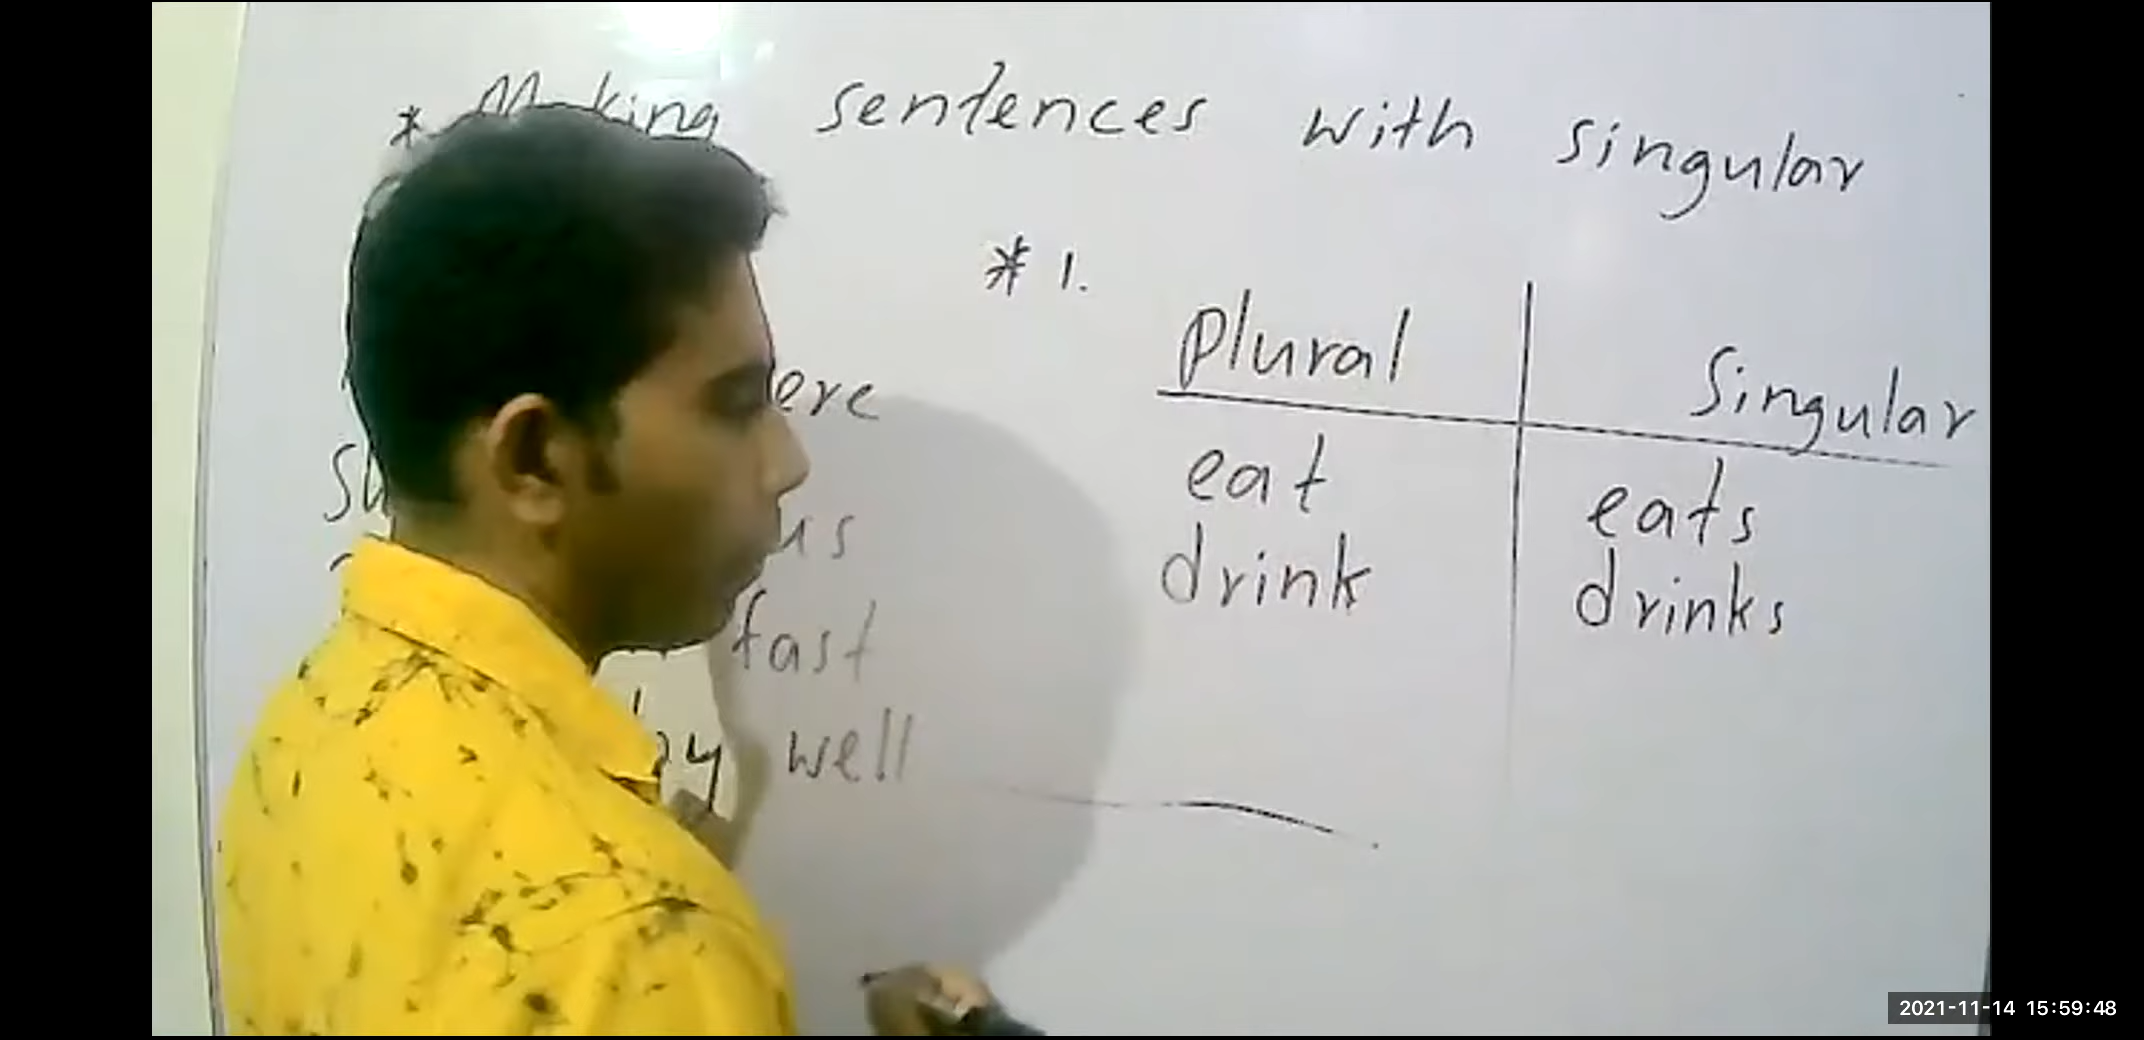 * Making sentences with singular
* 1.
Plural Singular
eat eats
drink drinks
fast
well
2021-11-14 15:59:48